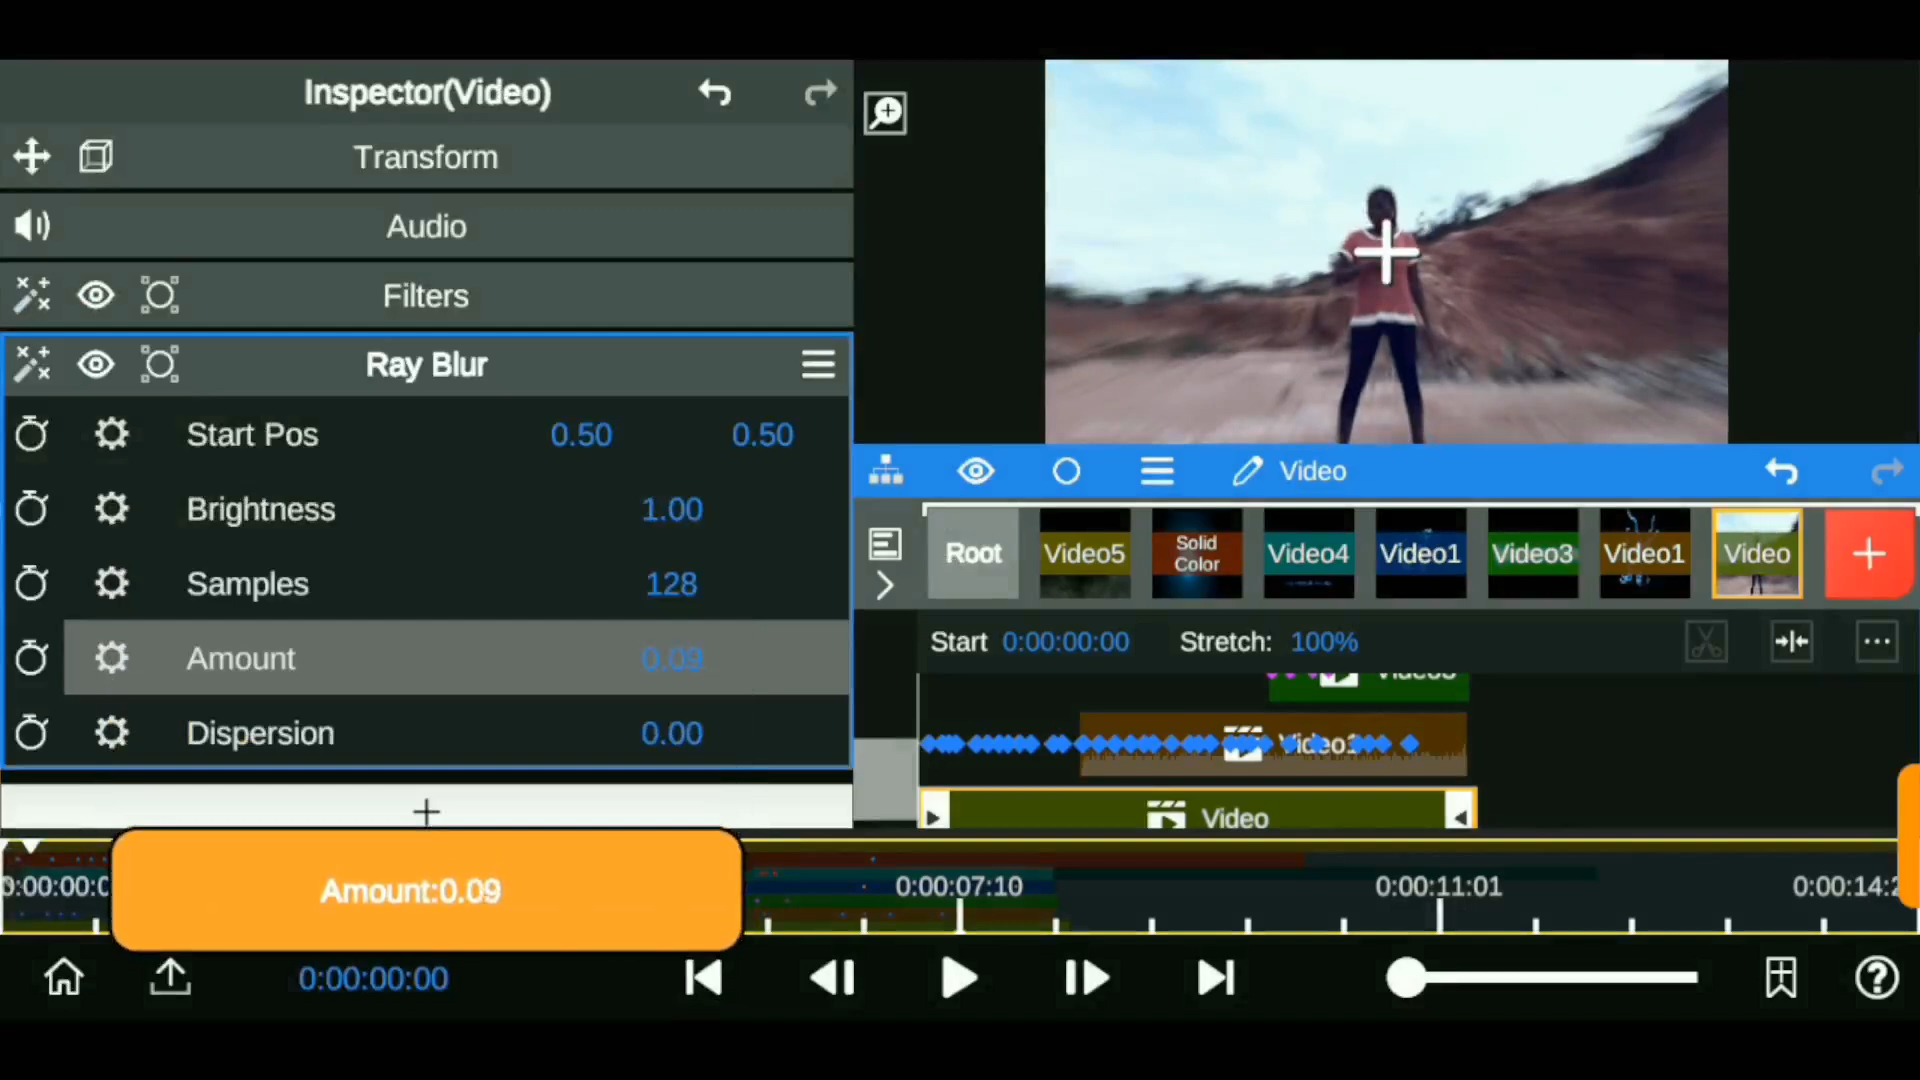 Inspector(Video)
Transform
Audio
Filters
Ray Blur
Start Pos 0.50 0.50
Brightness 1.00
Samples 128
Amount 0.09
Dispersion 0.00
+
Video
Root Video5 Solid Color Video4 Video1 Video3 Video1 Video
Start 0:00:00:00 Stretch: 100%
Video3
Video1
Video
0:00:07:10 0:00:11:01
Amount:0.09
0:00:00:00